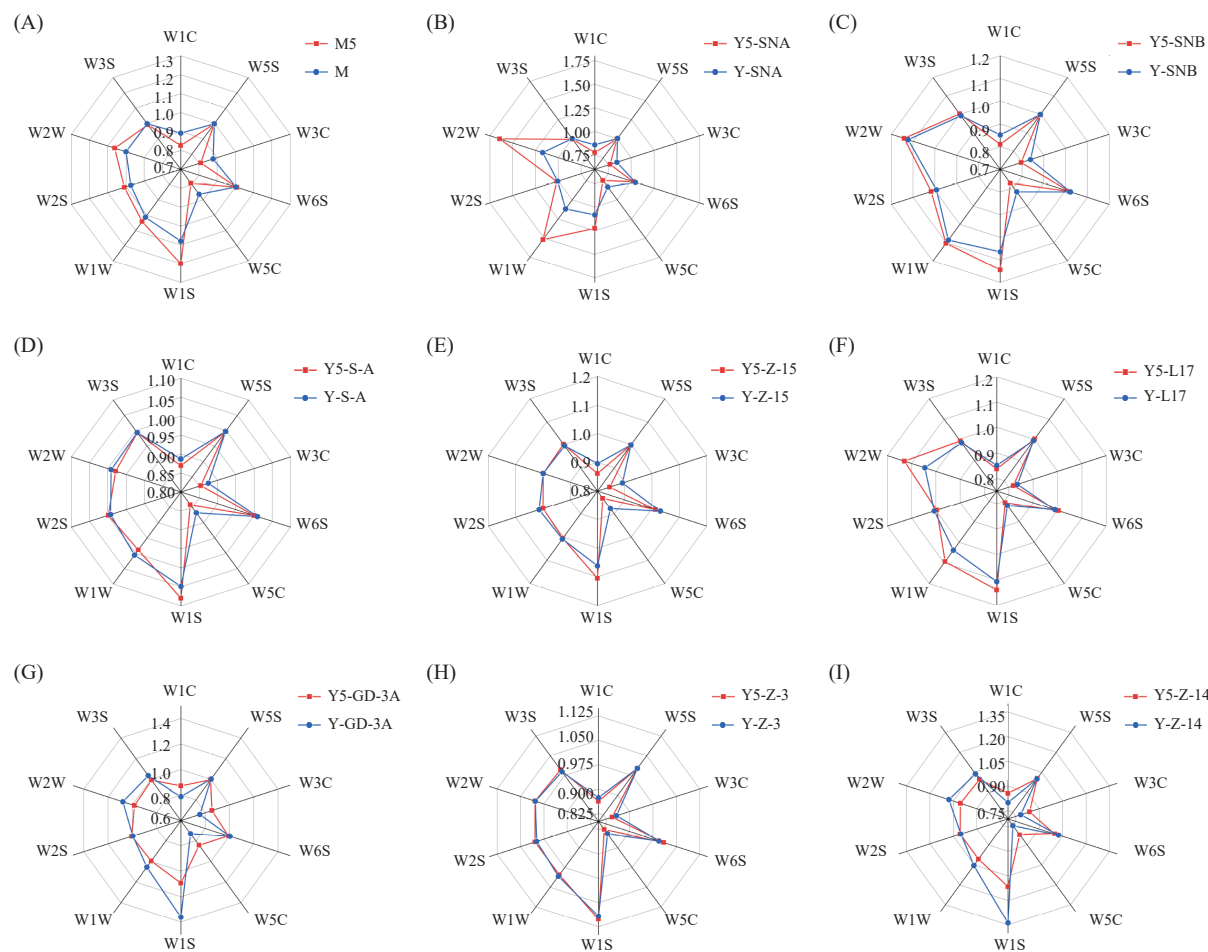 (A)
W1C
M5
M
W3S
W5S
1.3
1.2
1.1
1.0
0.9
0.8
0.7
W2W
W3C
W2S
W6S
W1W
W5C
W1S
(B)
W1C
Y5-SNA
Y-SNA
W3S
W5S
1.75
1.50
1.25
1.00
0.75
W2W
W3C
W2S
W6S
W1W
W5C
W1S
(C)
W1C
Y5-SNB
Y-SNB
W3S
W5S
1.2
1.1
1.0
0.9
0.8
0.7
W2W
W3C
W2S
W6S
W1W
W5C
W1S
(D)
W1C
Y5-S-A
Y-S-A
W3S
W5S
1.10
1.05
1.00
0.95
0.90
0.85
0.80
W2W
W3C
W2S
W6S
W1W
W5C
W1S
(E)
W1C
Y5-Z-15
Y-Z-15
W3S
W5S
1.2
1.1
1.0
0.9
0.8
W2W
W3C
W2S
W6S
W1W
W5C
W1S
(F)
W1C
Y5-L17
Y-L17
W3S
W5S
1.2
1.1
1.0
0.9
0.8
W2W
W3C
W2S
W6S
W1W
W5C
W1S
(G)
W1C
Y5-GD-3A
Y-GD-3A
W3S
W5S
1.4
1.2
1.0
0.8
0.6
W2W
W3C
W2S
W6S
W1W
W5C
W1S
(H)
W1C
Y5-Z-3
Y-Z-3
W3S
W5S
1.125
1.050
0.975
0.900
0.825
W2W
W3C
W2S
W6S
W1W
W5C
W1S
(I)
W1C
Y5-Z-14
Y-Z-14
W3S
W5S
1.35
1.20
1.05
0.90
0.75
W2W
W3C
W2S
W6S
W1W
W5C
W1S